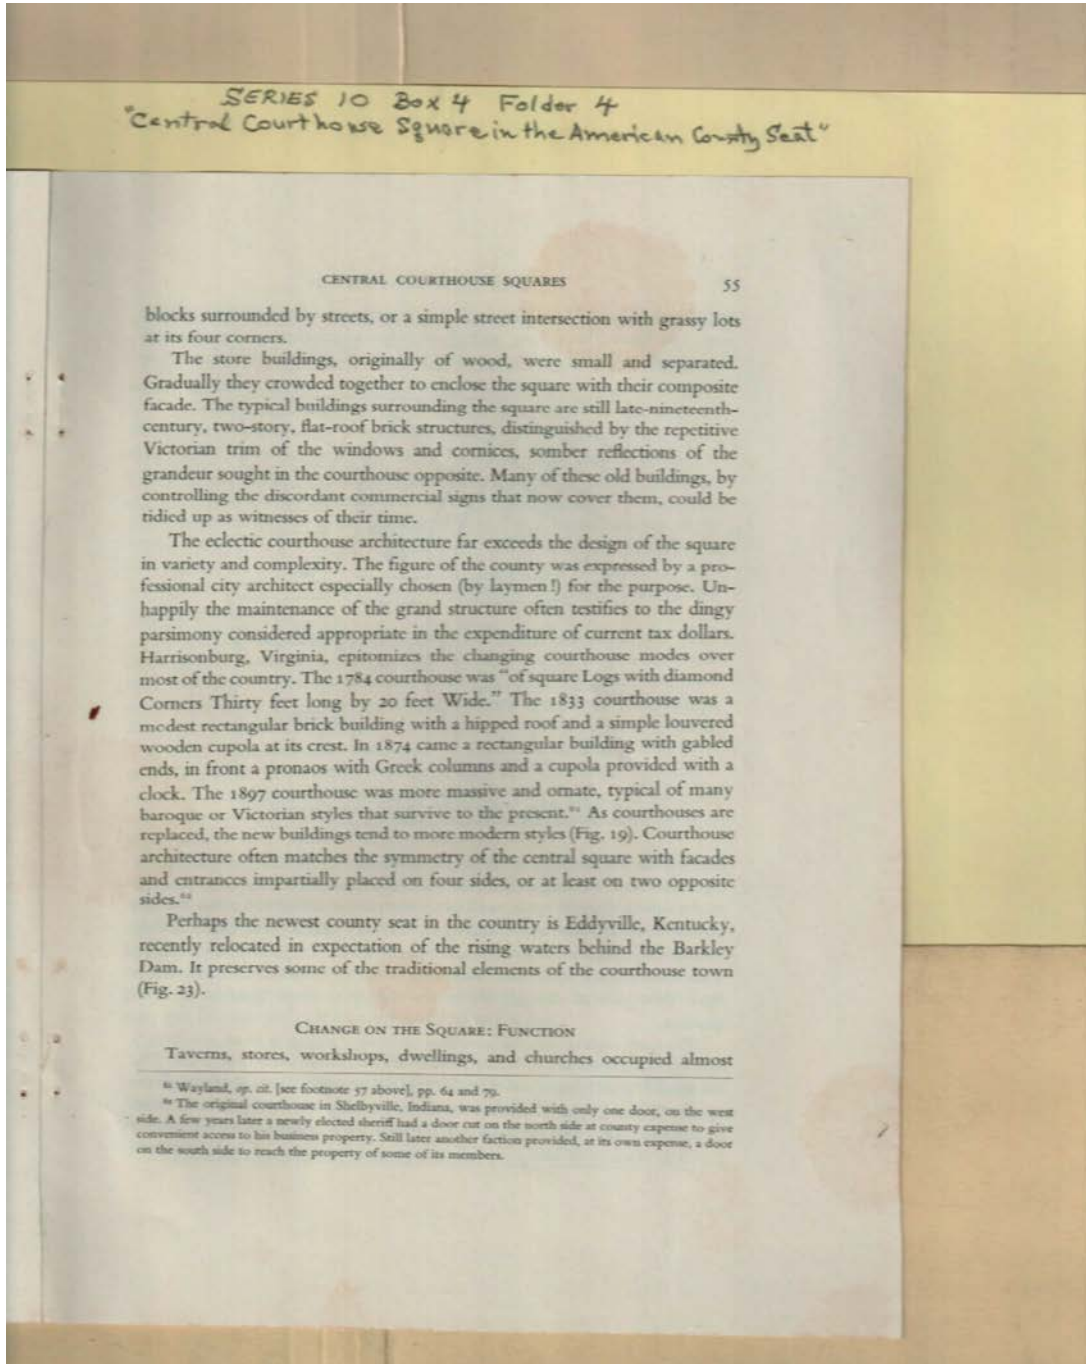 SERIES 10 Box 4 Folder 4
"Central Courthouse Square in the American County Seat"
CENTRAL COURTHOUSE SQUARES 55
blocks surrounded by streets, or a simple street intersection with grassy lots
at its four corners.
The store buildings, originally of wood, were small and separated.
Gradually they crowded together to enclose the square with their composite
facade. The typical buildings surrounding the square are still late-nineteenth-
century, two-story, flat-roof brick structures, distinguished by the repetitive
Victorian trim of the windows and cornices, somber reflections of the
grandeur sought in the courthouse opposite. Many of these old buildings, by
controlling the discordant commercial signs that now cover them, could be
tidied up as witnesses of their time.
The eclectic courthouse architecture far exceeds the design of the square
in variety and complexity. The figure of the county was expressed by a pro-
fessional city architect especially chosen (by laymen!) for the purpose. Un-
happily the maintenance of the grand structure often testifies to the dingy
parsimony considered appropriate in the expenditure of current tax dollars.
Harrisonburg, Virginia, epitomizes the changing courthouse modes over
most of the country. The 1784 courthouse was "of square Logs with diamond
Corners Thirty feet long by 20 feet Wide." The 1833 courthouse was a
modest rectangular brick building with a hipped roof and a simple louvered
wooden cupola at its crest. In 1874 came a rectangular building with gabled
ends, in front a pronaos with Greek columns and a cupola provided with a
clock. The 1897 courthouse was more massive and ornate, typical of many
baroque or Victorian styles that survive to the present. As courthouses are
replaced, the new buildings tend to more modern styles (Fig. 19). Courthouse
architecture often matches the symmetry of the central square with facades
and entrances impartially placed on four sides, or at least on two opposite
sides.
Perhaps the newest county seat in the country is Eddyville, Kentucky,
recently relocated in expectation of the rising waters behind the Barkley
Dam. It preserves some of the traditional elements of the courthouse town
(Fig. 23).
CHANGE ON THE SQUARE: FUNCTION
Taverns, stores, workshops, dwellings, and churches occupied almost
Wayland, op. cit. [see footnote 57 above], pp. 64 and 79.
The original courthouse in Shelbyville, Indiana, was provided with only one door, on the west
side. A few years later a newly elected sheriff had a door cut on the north side at county expense to give
convenient access to his business property. Still later another faction provided, at its own expense, a door
on the south side to reach the property of some of its members.